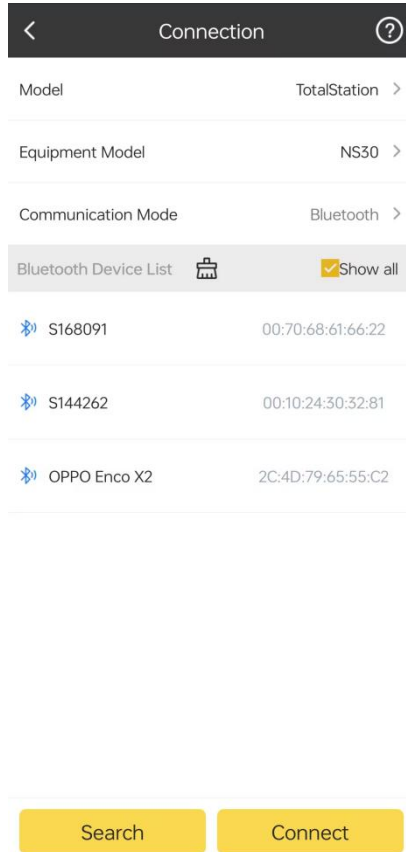 Connection
Model TotalStation
Equipment Model NS30
Communication Mode Bluetooth
Bluetooth Device List Show all
S168091 00:70:68:61:66:22
S144262 00:10:24:30:32:81
OPPO Enco X2 2C:4D:79:65:55:C2
Search Connect